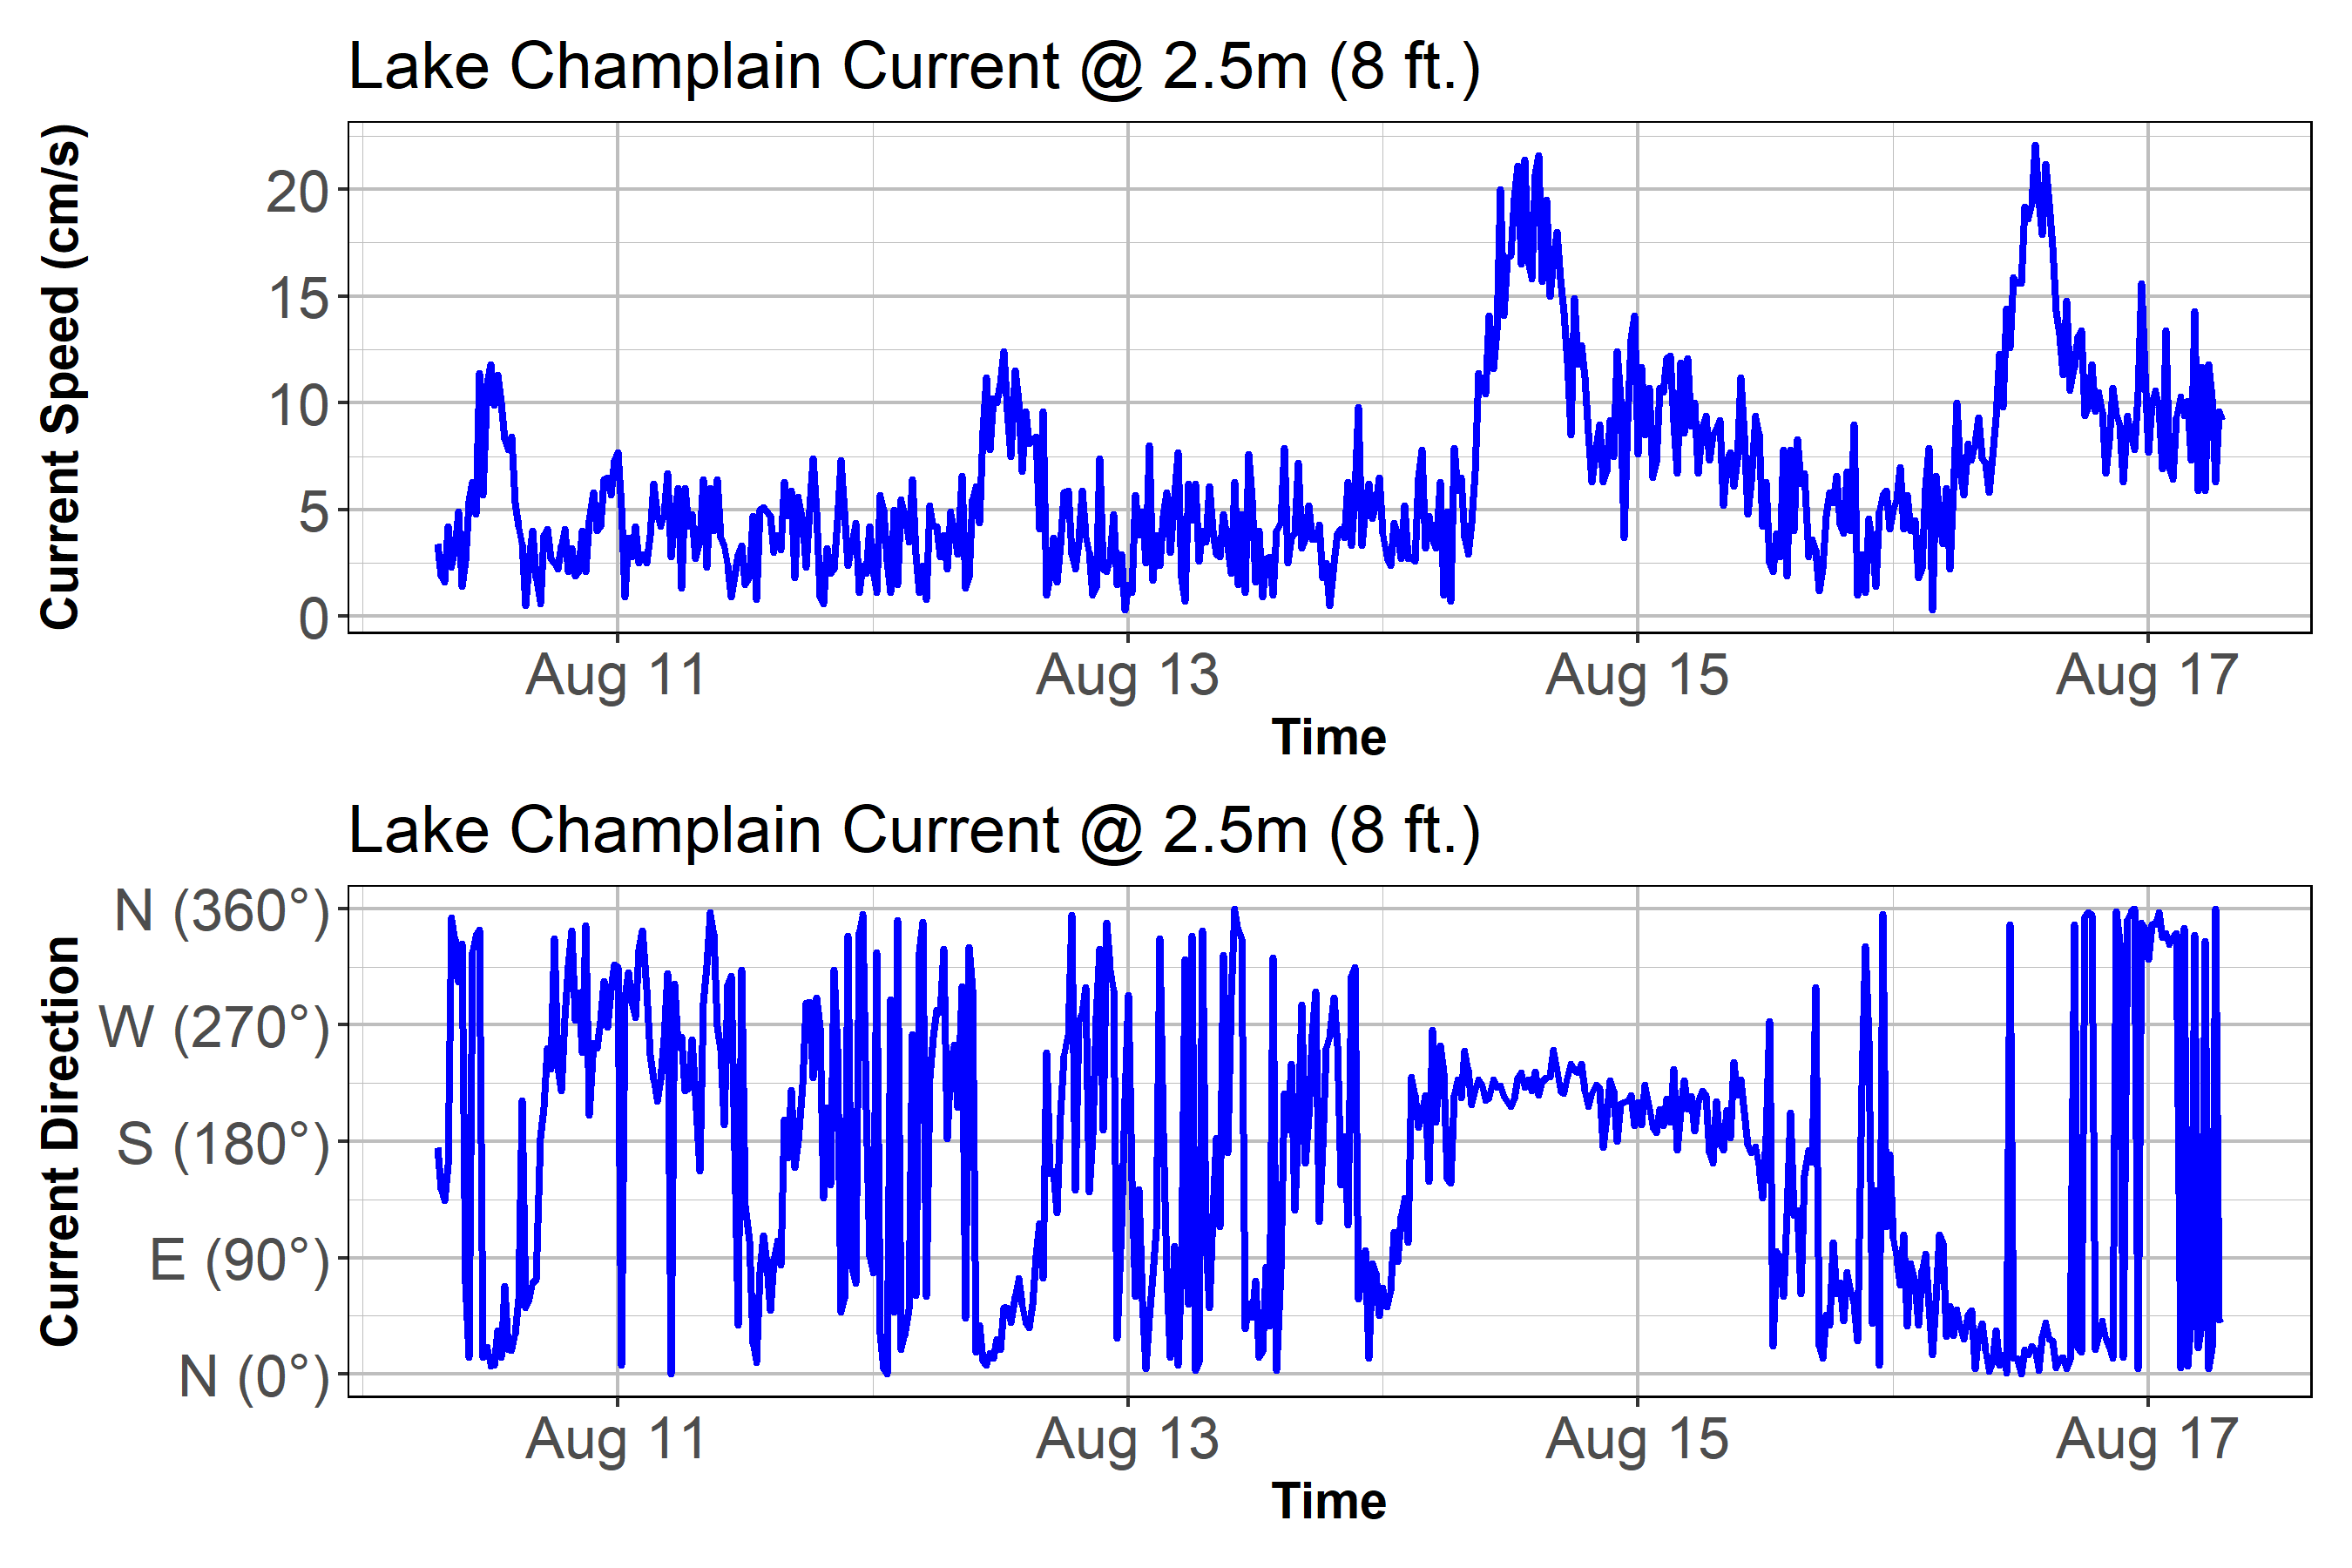 Lake Champlain Current @ 2.5m (8 ft.)
Current Speed (cm/s)
20
15
10
5
0
Aug 11 Aug 13 Aug 15 Aug 17
Time
Lake Champlain Current @ 2.5m (8 ft.)
Current Direction
N (360°)
W (270°)
S (180°)
E (90°)
N (0°)
Aug 11 Aug 13 Aug 15 Aug 17
Time